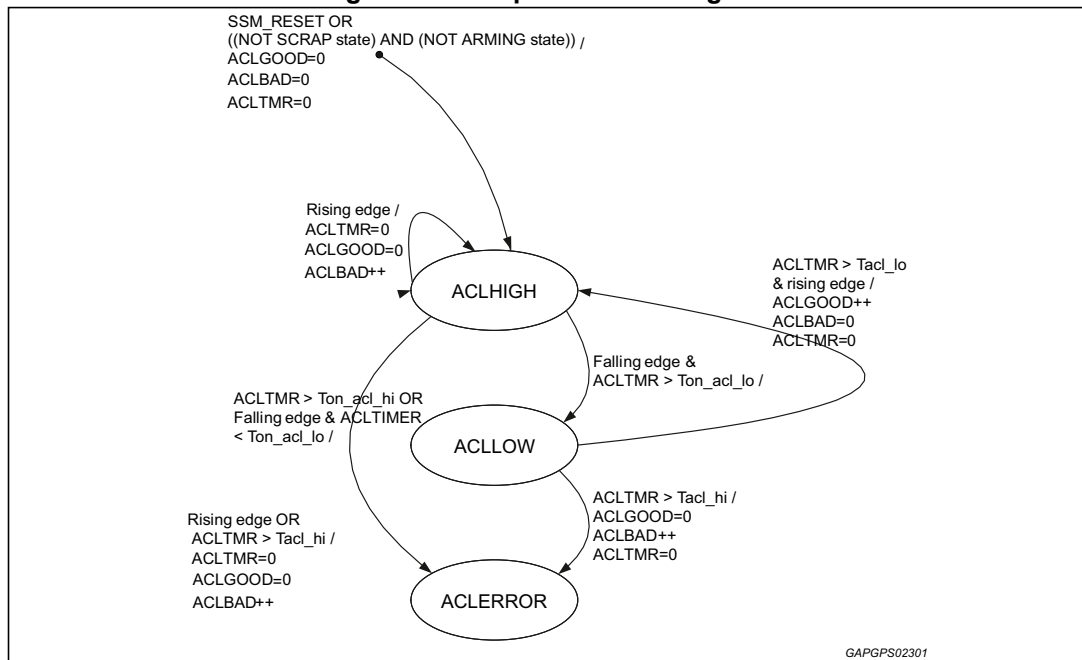 SSM_RESET OR
((NOT SCRAP state) AND (NOT ARMING state)) /
ACLGOOD=0
ACLBAD=0
ACLTMR=0
Rising edge /
ACLTMR=0
ACLGOOD=0
ACLBAD++
ACLHIGH
ACLTMR > Tacl_lo
& rising edge /
ACLGOOD++
ACLBAD=0
ACLTMR=0
Falling edge &
ACLTMR > Ton_acl_lo /
ACLTMR > Ton_acl_hi OR
Falling edge & ACLTIMER
< Ton_acl_lo /
ACLLOW
ACLTMR > Tacl_hi /
ACLGOOD=0
ACLBAD++
ACLTMR=0
Rising edge OR
ACLTMR > Tacl_hi /
ACLTMR=0
ACLGOOD=0
ACLBAD++
ACLERROR
GAPGPS02301